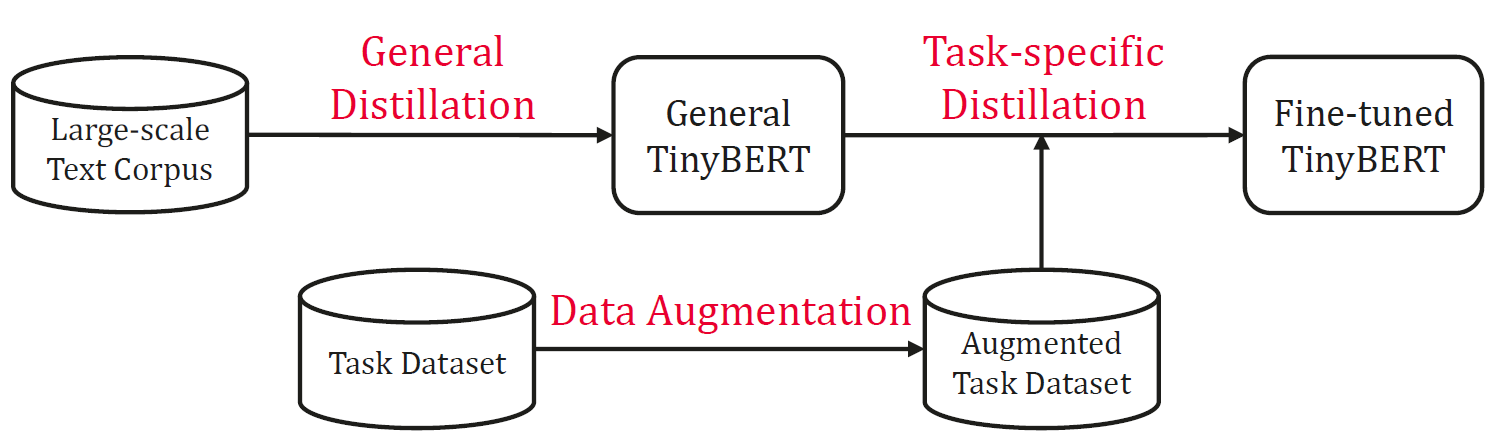 General
Distillation
Task-specific
Distillation
Large-scale
Text Corpus
General
TinyBERT
Fine-tuned
TinyBERT
Data Augmentation
Task Dataset
Augmented
Task Dataset